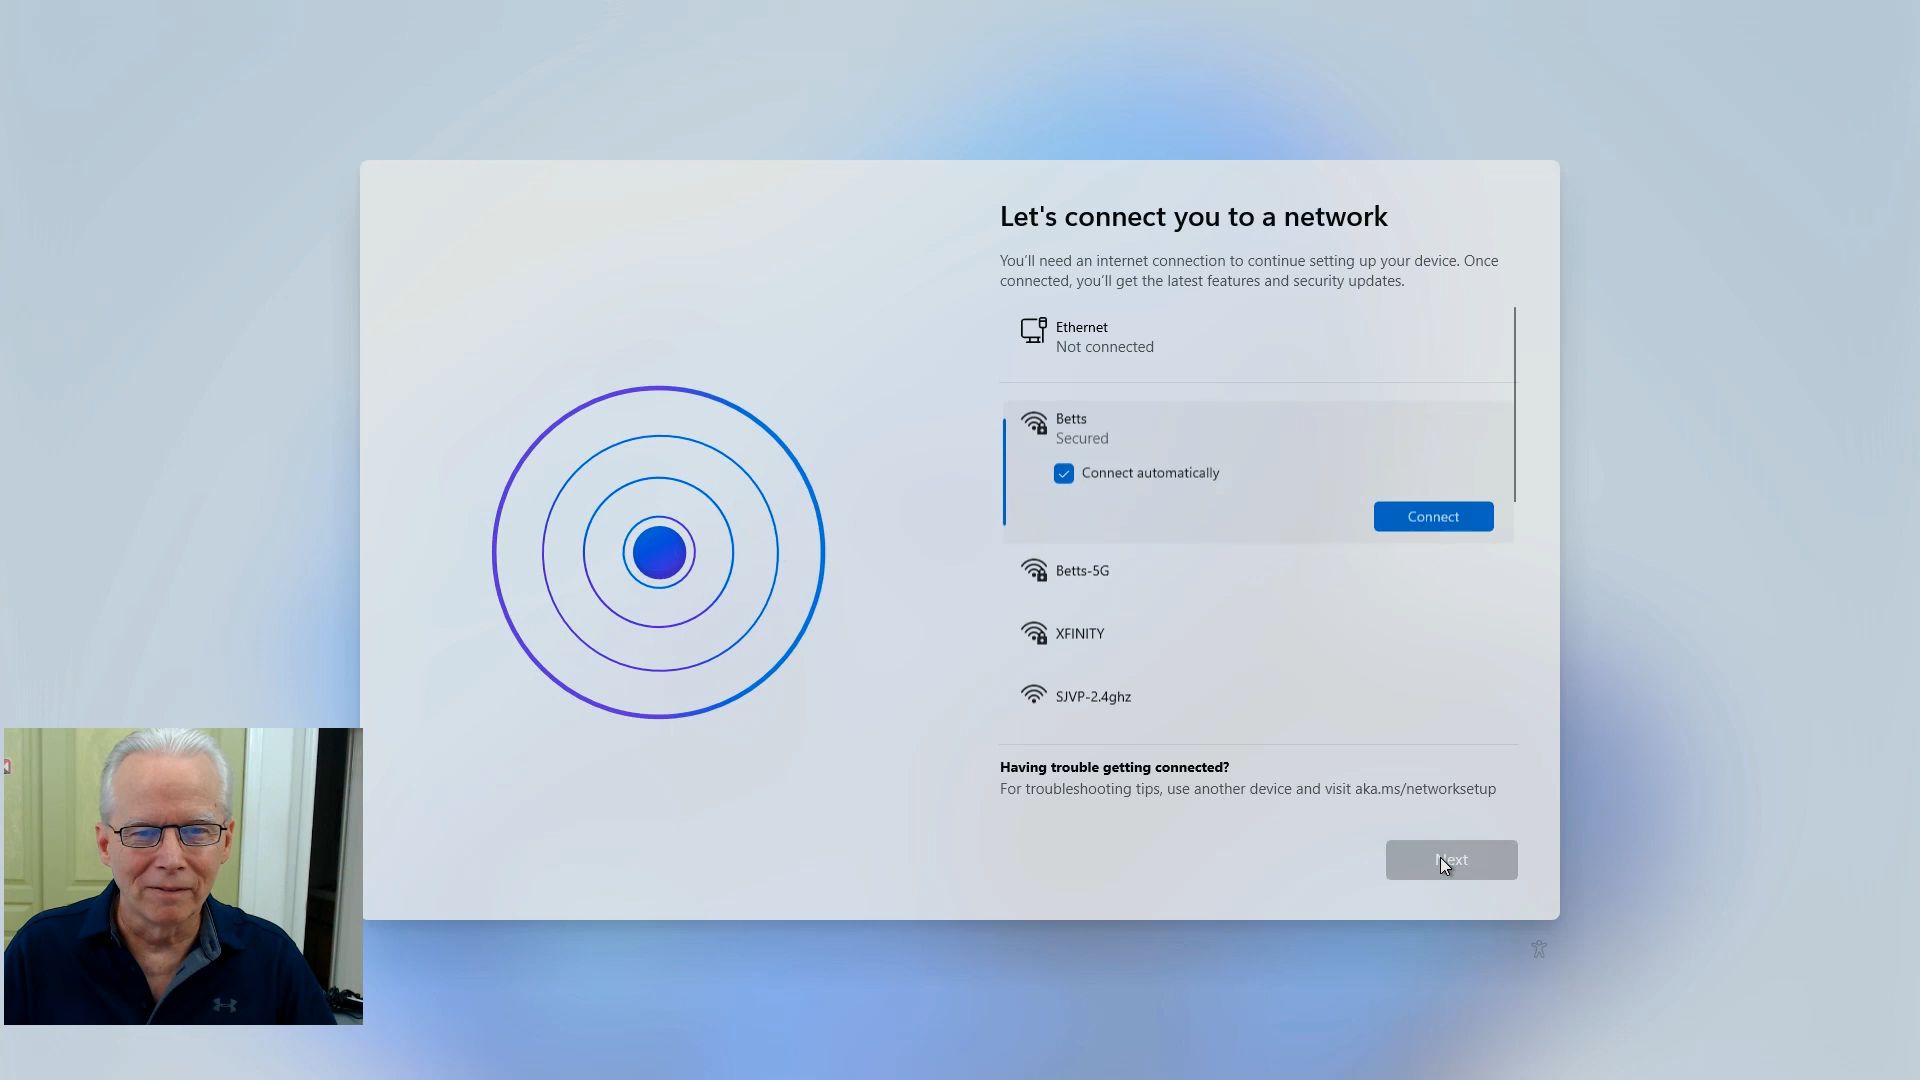 Let's connect you to a network
You'll need an internet connection to continue setting up your device. Once
connected, you'll get the latest features and security updates.
Ethernet
Not connected
Betts
Secured
Connect automatically
Connect
Betts-5G
XFINITY
SJVP-2.4ghz
Having trouble getting connected?
For troubleshooting tips, use another device and visit aka.ms/networksetup
Next